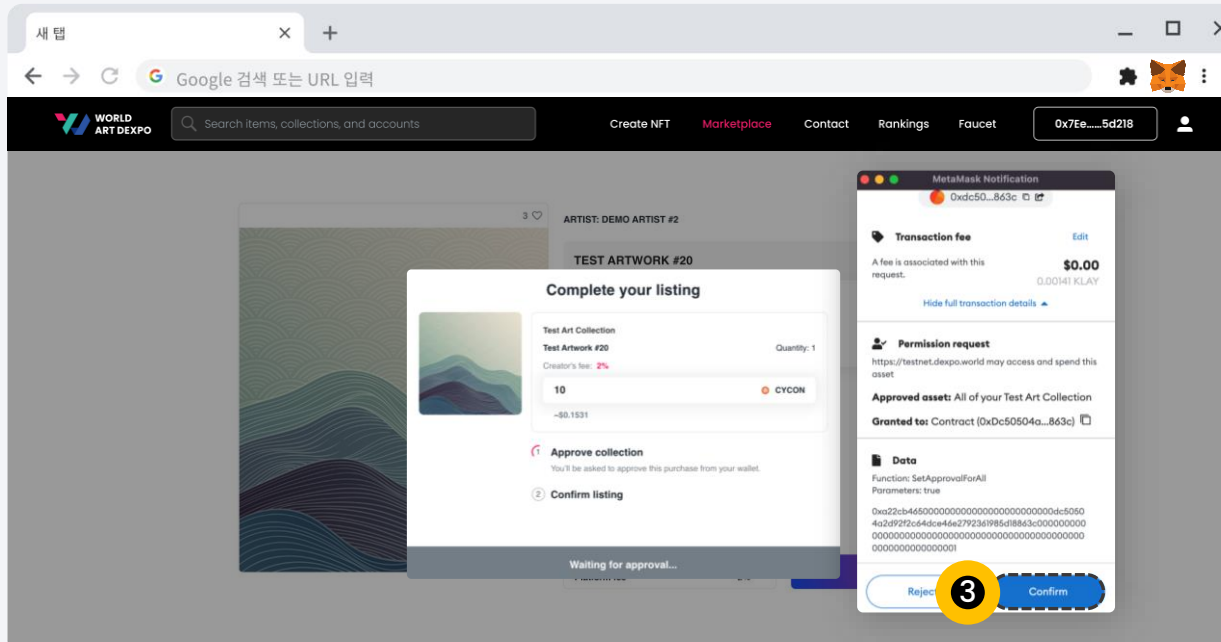 새 탭
Google 검색 또는 URL 입력
WORLD
ART DEXPO
Search items, collections, and accounts
Create NFT
Marketplace
Contact
Rankings
Faucet
0x7Ee......5d218
3
ARTIST: DEMO ARTIST #2
TEST ARTWORK #20
Complete your listing
Test Art Collection
Test Artwork #20
Quantity: 1
Creator's fee: 2%
10
CYCON
~$0.1531
1 Approve collection
You'll be asked to approve this purchase from your wallet.
2 Confirm listing
Waiting for approval...
MetaMask Notification
0xdc50...863c
Transaction fee
Edit
A fee is associated with this
request.
$0.00
0.00141 KLAY
Hide full transaction details
Permission request
https://testnet.dexpo.world may access and spend this
asset
Approved asset: All of your Test Art Collection
Granted to: Contract (0xDc50504a...863c)
Data
Function: SetApprovalForAll
Parameters: true
Reject
3
Confirm